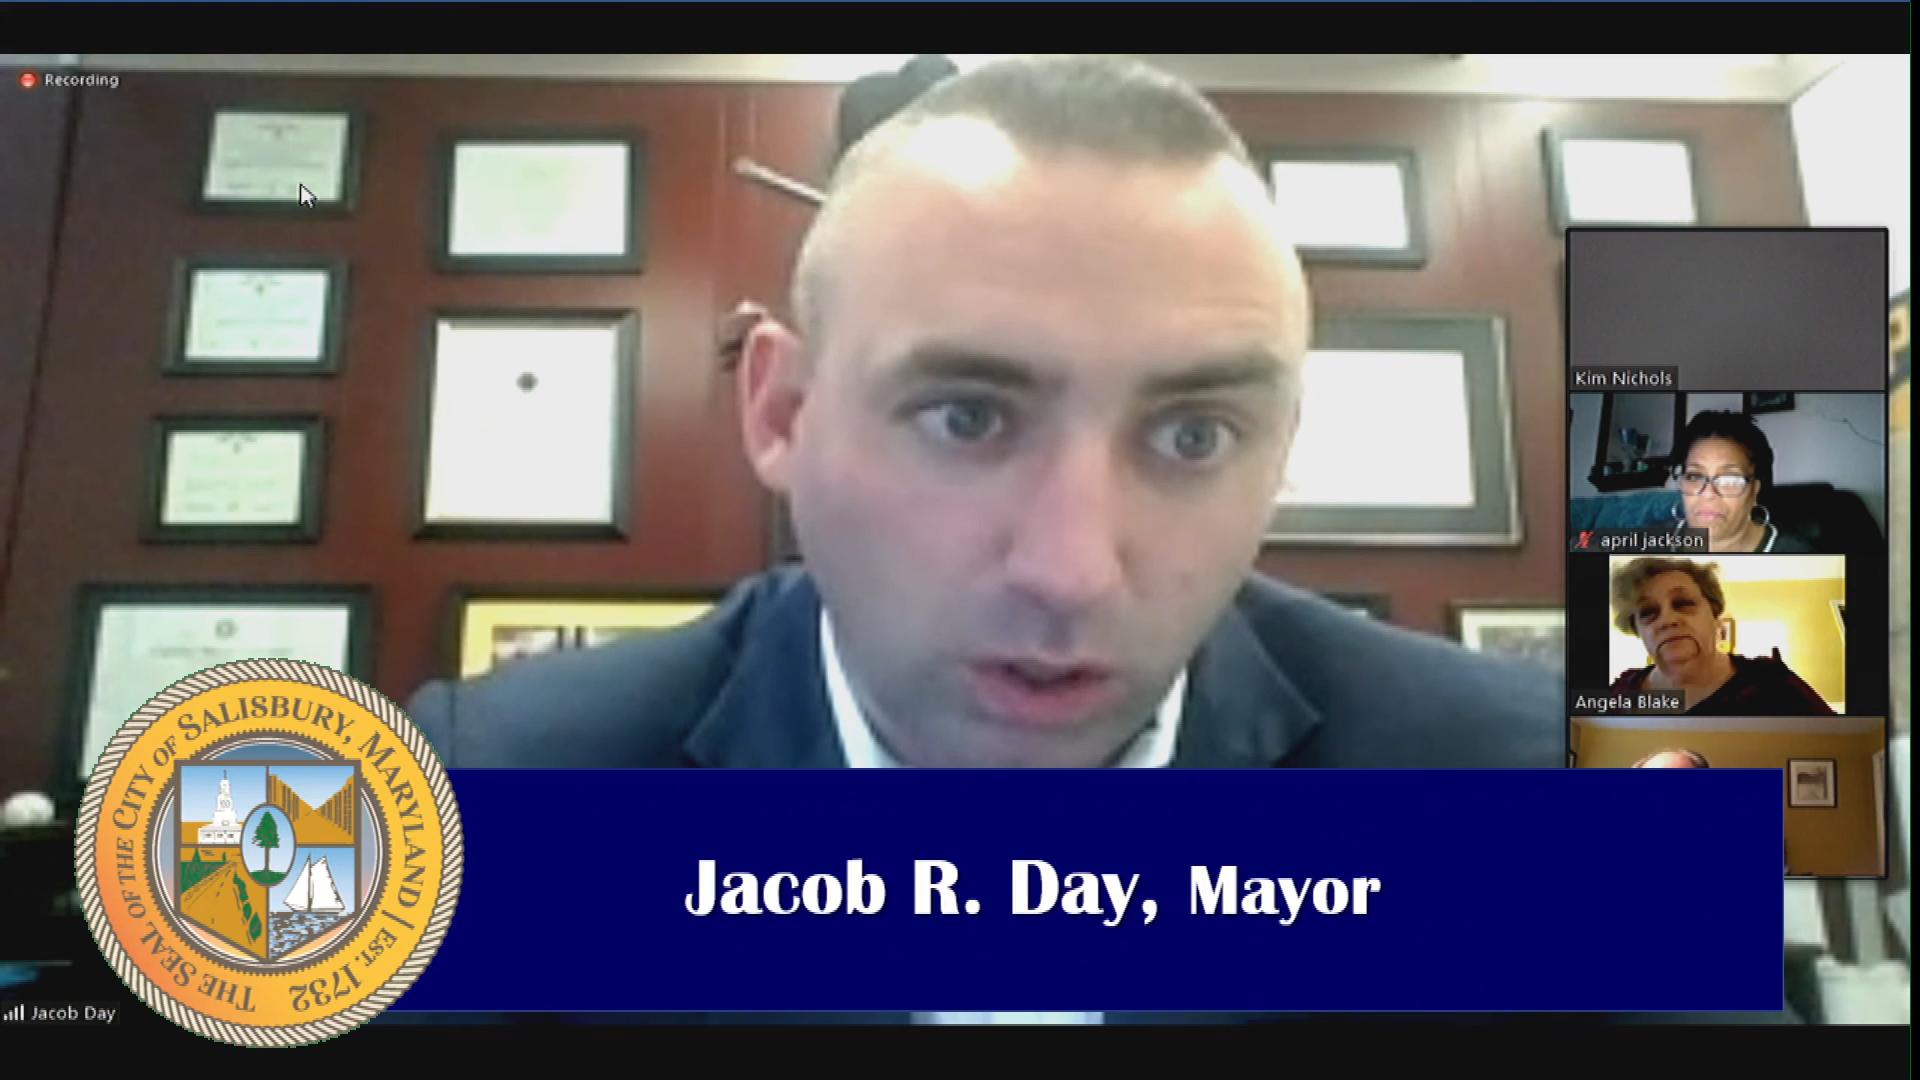 Recording
Kim Nichols
april jackson
Angela Blake
THE SEAL OF THE CITY OF SALISBURY, MARYLAND | EST. 1732
Jacob R. Day, Mayor
Jacob Day